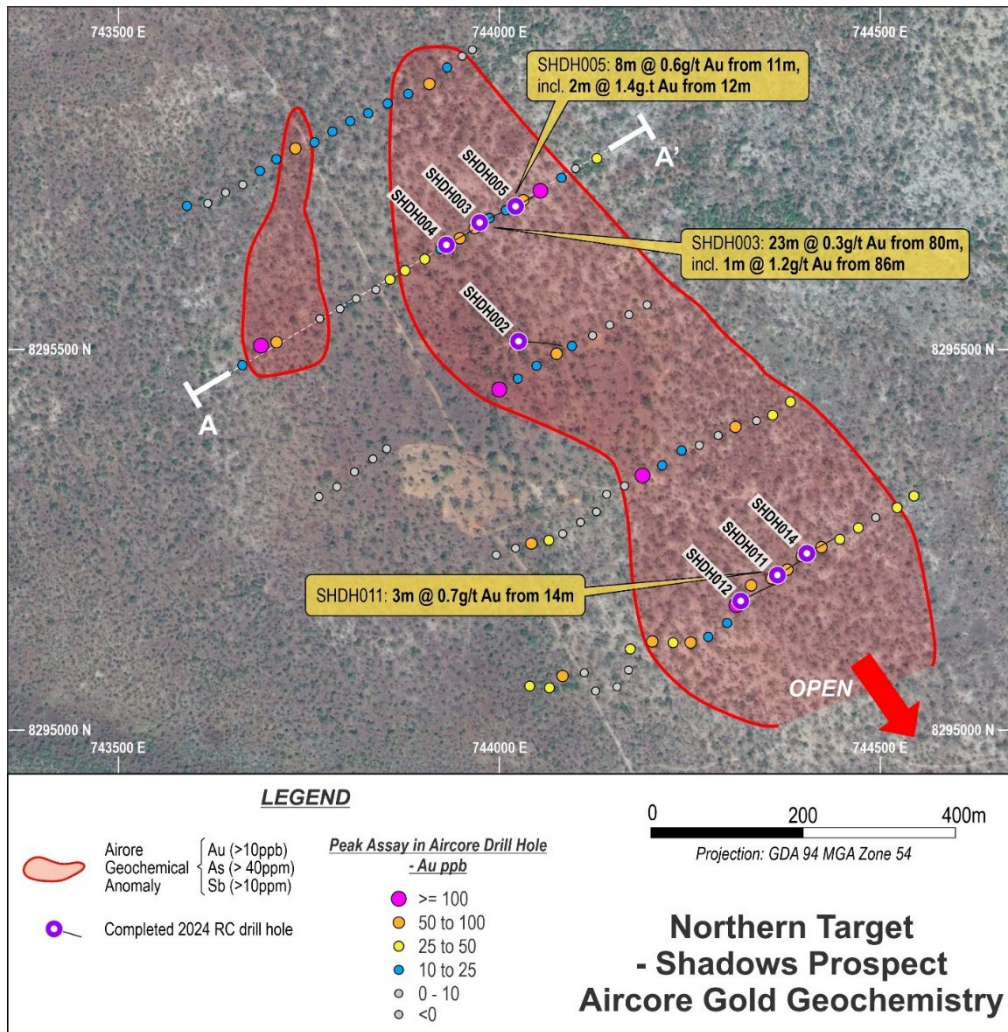 743500 E
744000 E
744500 E
SHDH005: 8m @ 0.6g/t Au from 11m,
incl. 2m @ 1.4g.t Au from 12m
A'
SHDH005
SHDH003
SHDH004
SHDH003: 23m @ 0.3g/t Au from 80m,
incl. 1m @ 1.2g/t Au from 86m
SHDH002
8295500 N
8295500 N
A
SHDH014
SHDH011
SHDH012
SHDH011: 3m @ 0.7g/t Au from 14m
OPEN
8295000 N
8295000 N
743500 E
744000 E
744500 E
LEGEND
Airore
Geochemical
Anomaly
Au (>10ppb)
As (> 40ppm)
Sb (>10ppm)
Completed 2024 RC drill hole
Peak Assay in Aircore Drill Hole
- Au ppb
>= 100
50 to 100
25 to 50
10 to 25
0 - 10
<0
0 200 400m
Projection: GDA 94 MGA Zone 54
Northern Target
- Shadows Prospect
Aircore Gold Geochemistry